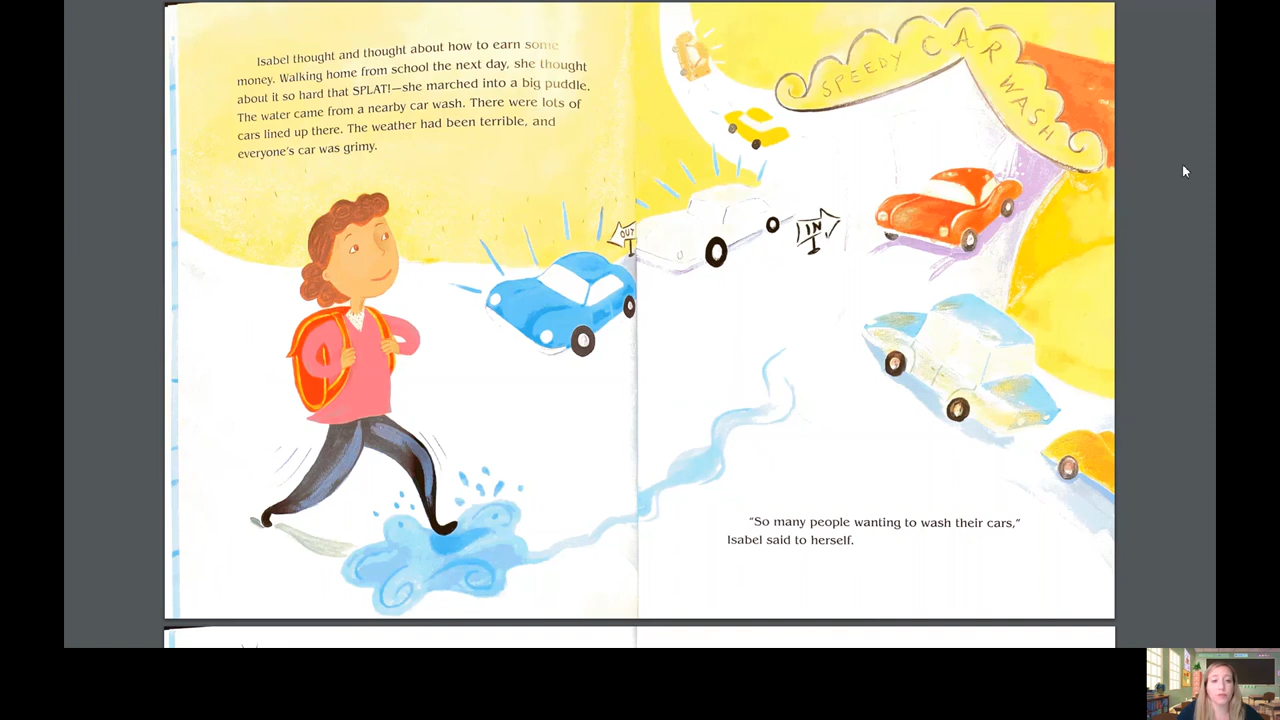 Isabel thought and thought about how to earn some
money. Walking home from school the next day, she thought
about it so hard that SPLAT!—she marched into a big puddle.
The water came from a nearby car wash. There were lots of
cars lined up there. The weather had been terrible, and
everyone's car was grimy.
SPEEDY CAR WASH
OUT
IN
"So many people wanting to wash their cars,"
Isabel said to herself.